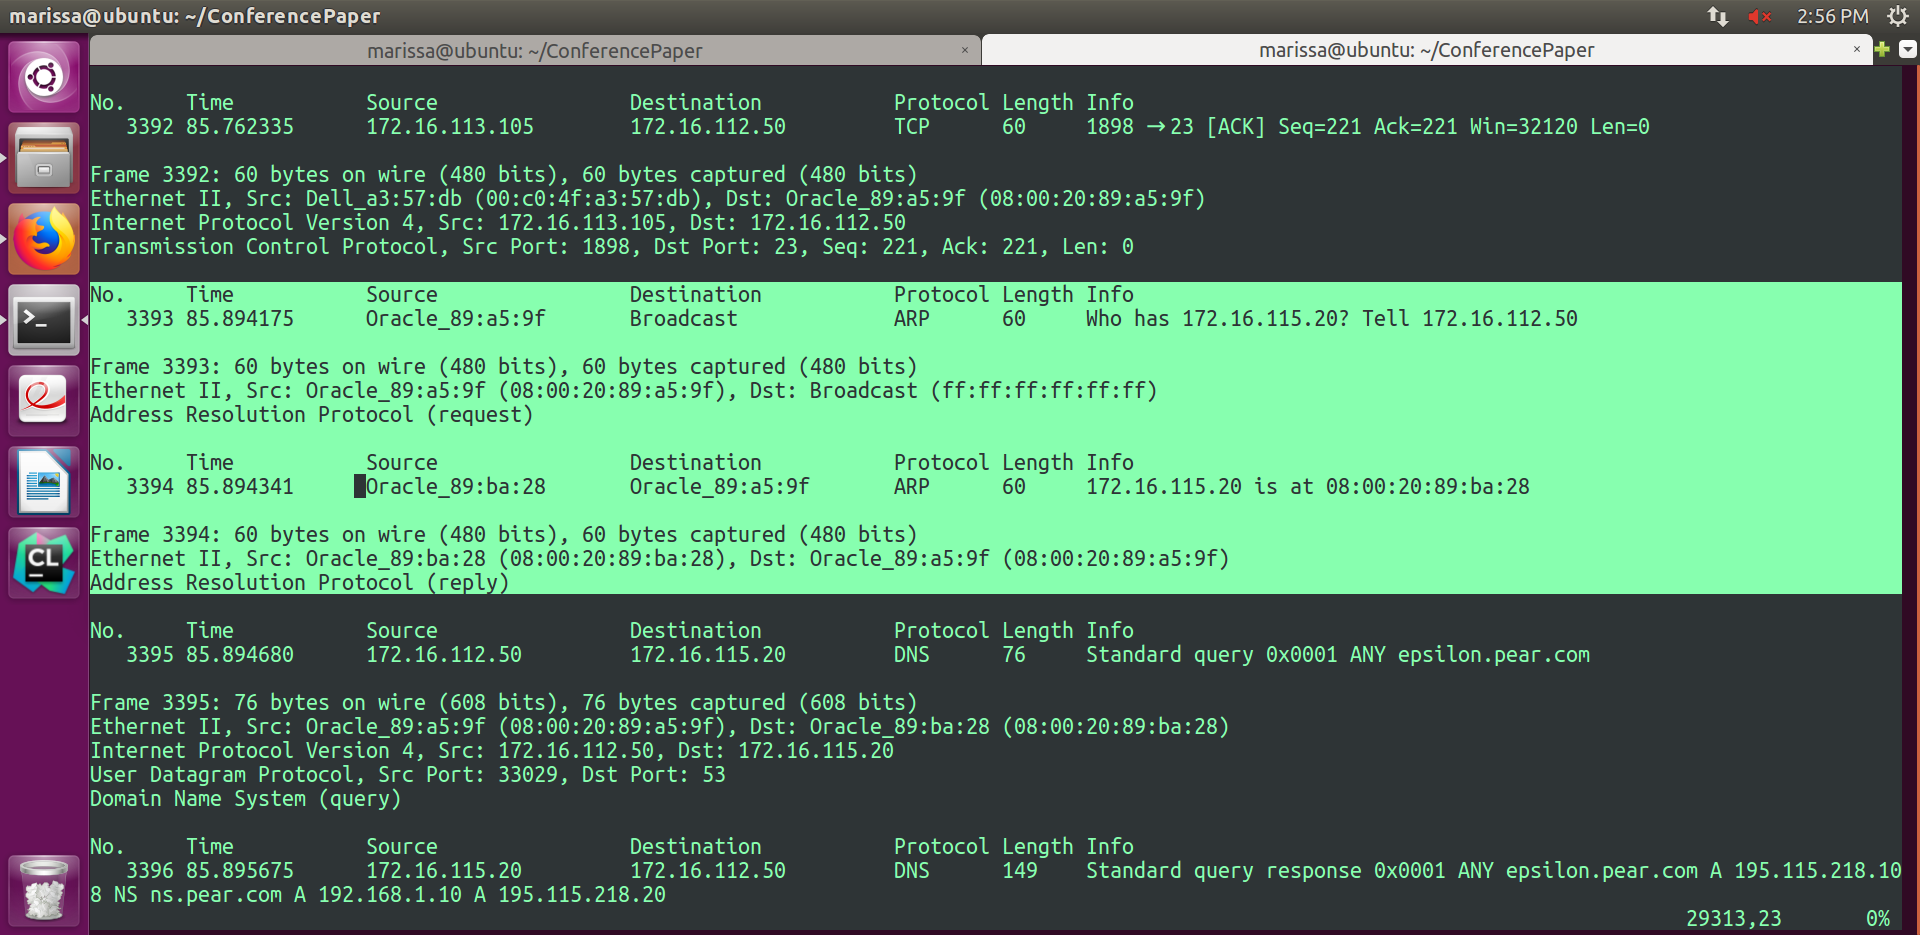 marissa@ubuntu: ~/ConferencePaper
2:56 PM
marissa@ubuntu: ~/ConferencePaper × marissa@ubuntu: ~/ConferencePaper ×
No. Time Source Destination Protocol Length Info
3392 85.762335 172.16.113.105 172.16.112.50 TCP 60 1898 → 23 [ACK] Seq=221 Ack=221 Win=32120 Len=0
Frame 3392: 60 bytes on wire (480 bits), 60 bytes captured (480 bits)
Ethernet II, Src: Dell_a3:57:db (00:c0:4f:a3:57:db), Dst: Oracle_89:a5:9f (08:00:20:89:a5:9f)
Internet Protocol Version 4, Src: 172.16.113.105, Dst: 172.16.112.50
Transmission Control Protocol, Src Port: 1898, Dst Port: 23, Seq: 221, Ack: 221, Len: 0
No. Time Source Destination Protocol Length Info
3393 85.894175 Oracle_89:a5:9f Broadcast ARP 60 Who has 172.16.115.20? Tell 172.16.112.50
Frame 3393: 60 bytes on wire (480 bits), 60 bytes captured (480 bits)
Ethernet II, Src: Oracle_89:a5:9f (08:00:20:89:a5:9f), Dst: Broadcast (ff:ff:ff:ff:ff:ff)
Address Resolution Protocol (request)
No. Time Source Destination Protocol Length Info
3394 85.894341 Oracle_89:ba:28 Oracle_89:a5:9f ARP 60 172.16.115.20 is at 08:00:20:89:ba:28
Frame 3394: 60 bytes on wire (480 bits), 60 bytes captured (480 bits)
Ethernet II, Src: Oracle_89:ba:28 (08:00:20:89:ba:28), Dst: Oracle_89:a5:9f (08:00:20:89:a5:9f)
Address Resolution Protocol (reply)
No. Time Source Destination Protocol Length Info
3395 85.894680 172.16.112.50 172.16.115.20 DNS 76 Standard query 0x0001 ANY epsilon.pear.com
Frame 3395: 76 bytes on wire (608 bits), 76 bytes captured (608 bits)
Ethernet II, Src: Oracle_89:a5:9f (08:00:20:89:a5:9f), Dst: Oracle_89:ba:28 (08:00:20:89:ba:28)
Internet Protocol Version 4, Src: 172.16.112.50, Dst: 172.16.115.20
User Datagram Protocol, Src Port: 33029, Dst Port: 53
Domain Name System (query)
No. Time Source Destination Protocol Length Info
3396 85.895675 172.16.115.20 172.16.112.50 DNS 149 Standard query response 0x0001 ANY epsilon.pear.com A 195.115.218.10
8 NS ns.pear.com A 192.168.1.10 A 195.115.218.20
29313,23 0%
CL